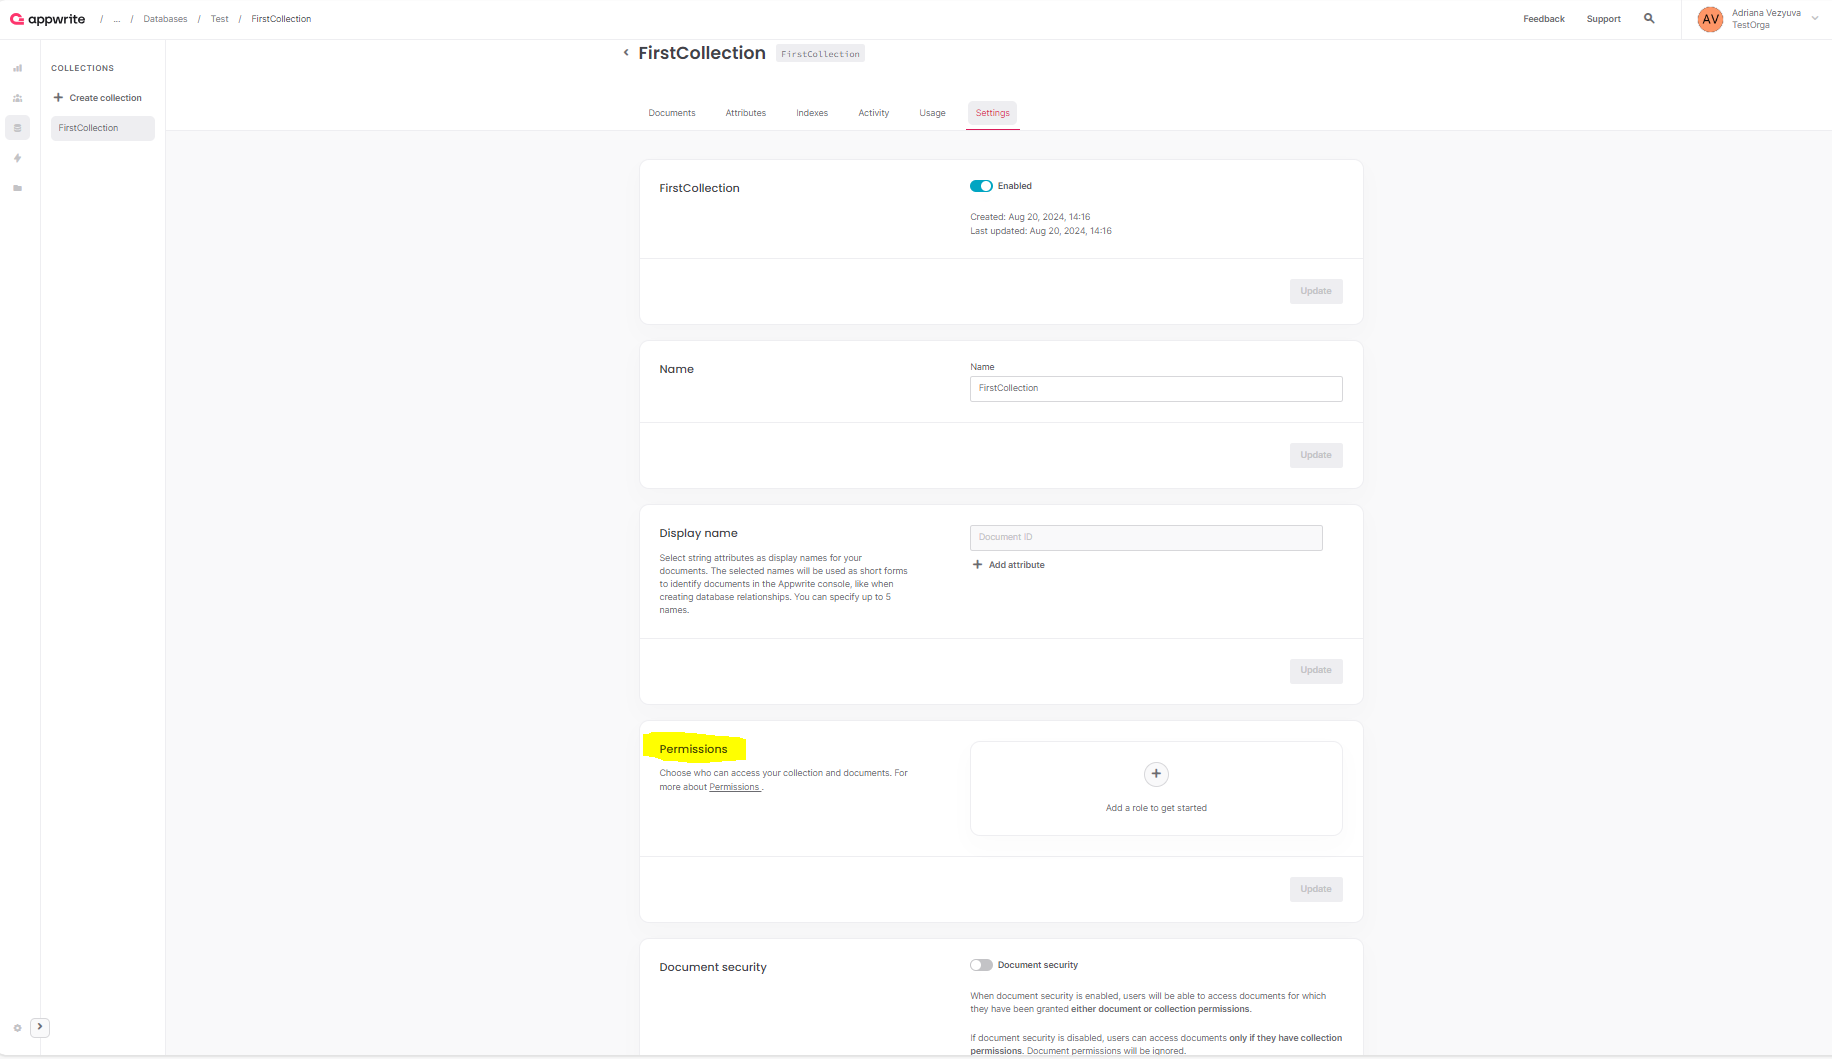 appwrite / ... / Databases / Test / FirstCollection
Feedback Support
AV
Adriana Vezyuva
TestOrga
COLLECTIONS
Create collection
FirstCollection
FirstCollection FirstCollection
Documents Attributes Indexes Activity Usage Settings
FirstCollection
Enabled
Created: Aug 20, 2024, 14:16
Last updated: Aug 20, 2024, 14:16
Update
Name
Name
FirstCollection
Update
Display name
Select string attributes as display names for your
documents. The selected names will be used as short forms
to identify documents in the Appwrite console, like when
creating database relationships. You can specify up to 5
names.
Document ID
Add attribute
Update
Permissions
Choose who can access your collection and documents. For
more about Permissions .
Add a role to get started
Update
Document security
Document security
When document security is enabled, users will be able to access documents for which
they have been granted either document or collection permissions.
If document security is disabled, users can access documents only if they have collection
permissions. Document permissions will be ignored.